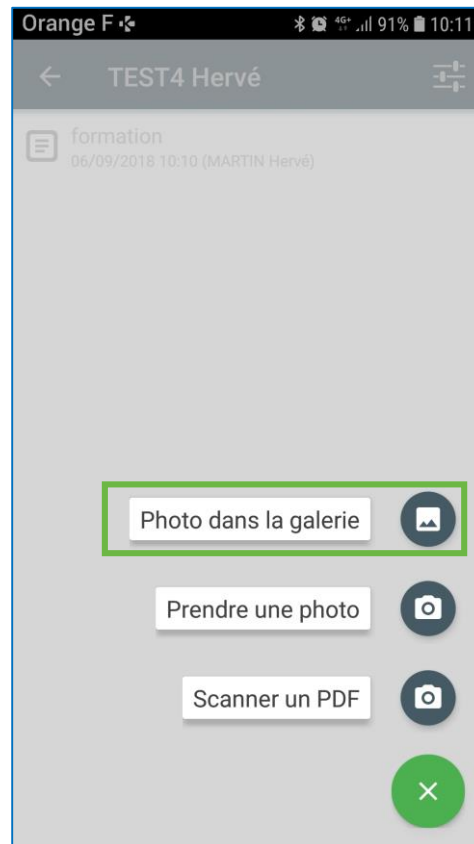 Orange F 4G+ 91% 10:11
TEST4 Hervé
formation
06/09/2018 10:10 (MARTIN Hervé)
Photo dans la galerie
Prendre une photo
Scanner un PDF